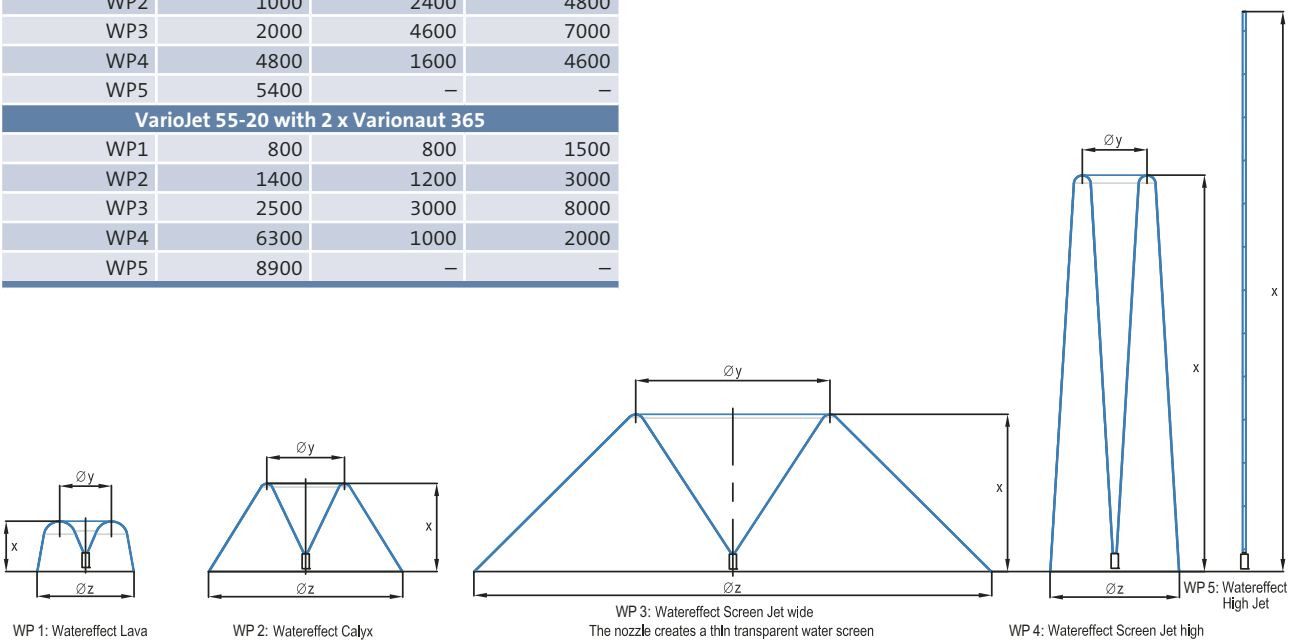 WP2 1000 2400 4800
WP3 2000 4600 7000
WP4 4800 1600 4600
WP5 5400 – –
VarioJet 55-20 with 2 x Varionaut 365
WP1 800 800 1500
WP2 1400 1200 3000
WP3 2500 3000 8000
WP4 6300 1000 2000
WP5 8900 – –
Øy
x
Øz
WP 1: Watereffect Lava
Øy
x
Øz
WP 2: Watereffect Calyx
Øy
x
Øz
WP 3: Watereffect Screen Jet wide
The nozzle creates a thin transparent water screen
Øy
x
Øz
WP 4: Watereffect Screen Jet high
x
WP 5: Watereffect
High Jet